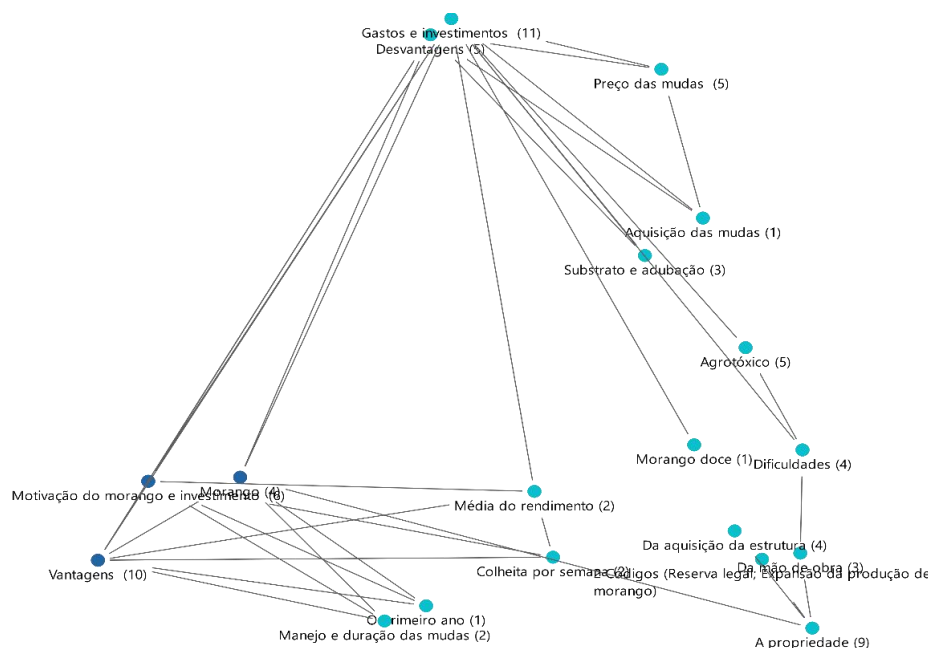 Gastos e investimentos (11)
Desvantagens (5)
Preço das mudas (5)
Aquisição das mudas (1)
Substrato e adubação (3)
Agrotóxico (5)
Morango doce (1)
Dificuldades (4)
Motivação do morango e investimento (6)
Morango (4)
Média do rendimento (2)
Da aquisição da estrutura (4)
Da mão de obra (3)
Vantagens (10)
Colheita por semana (2)
2 Códigos (Reserva legal, Expansão da produção de
morango)
O primeiro ano (1)
Manejo e duração das mudas (2)
A propriedade (9)